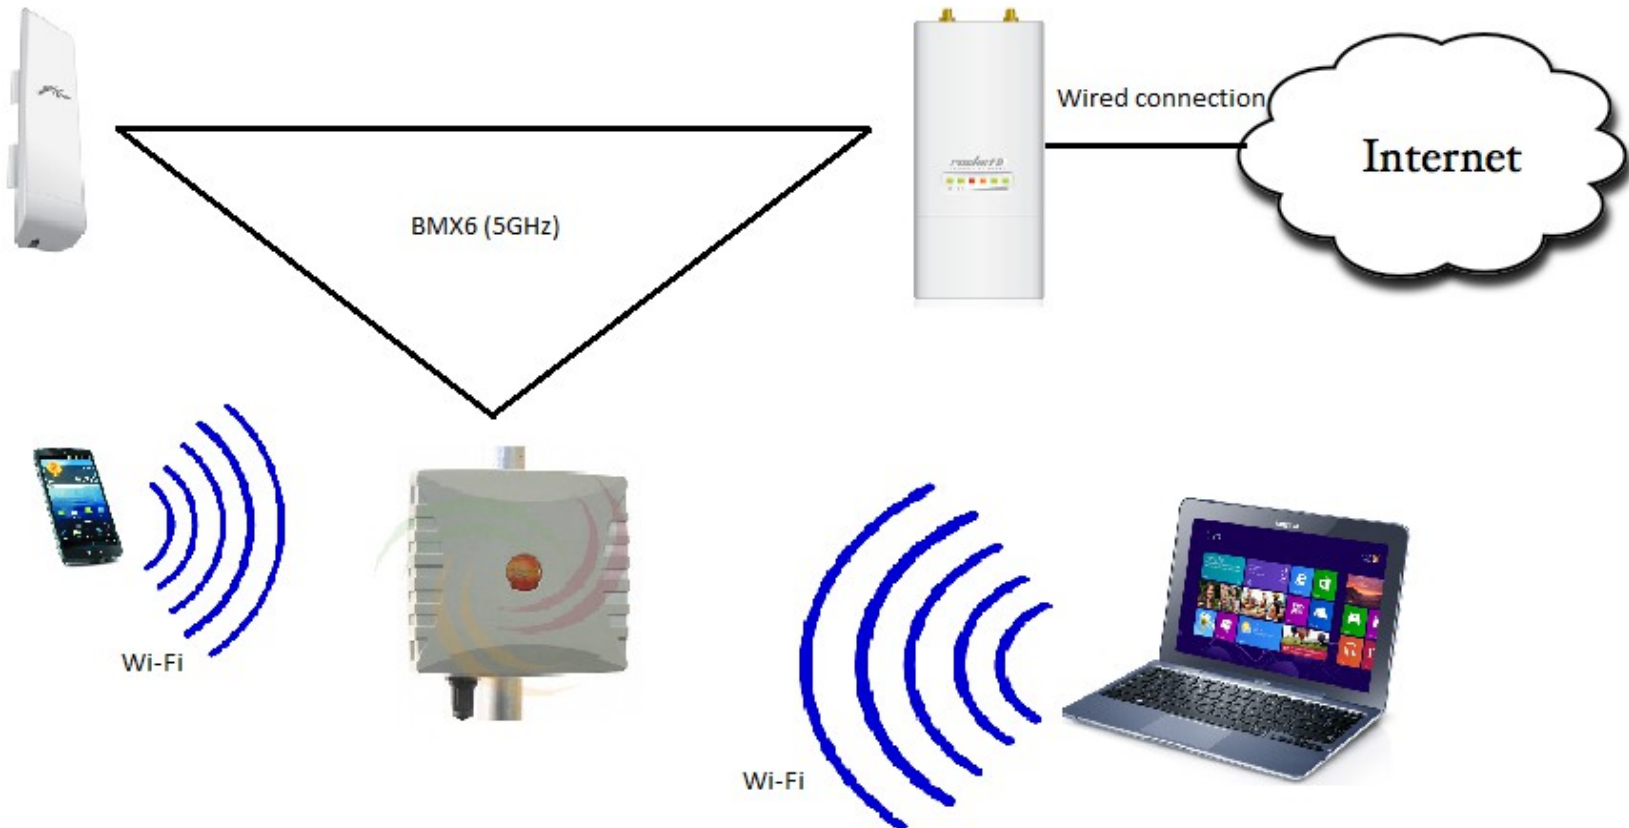 Wired connection
Internet
BMX6 (5GHz)
Wi-Fi
Wi-Fi